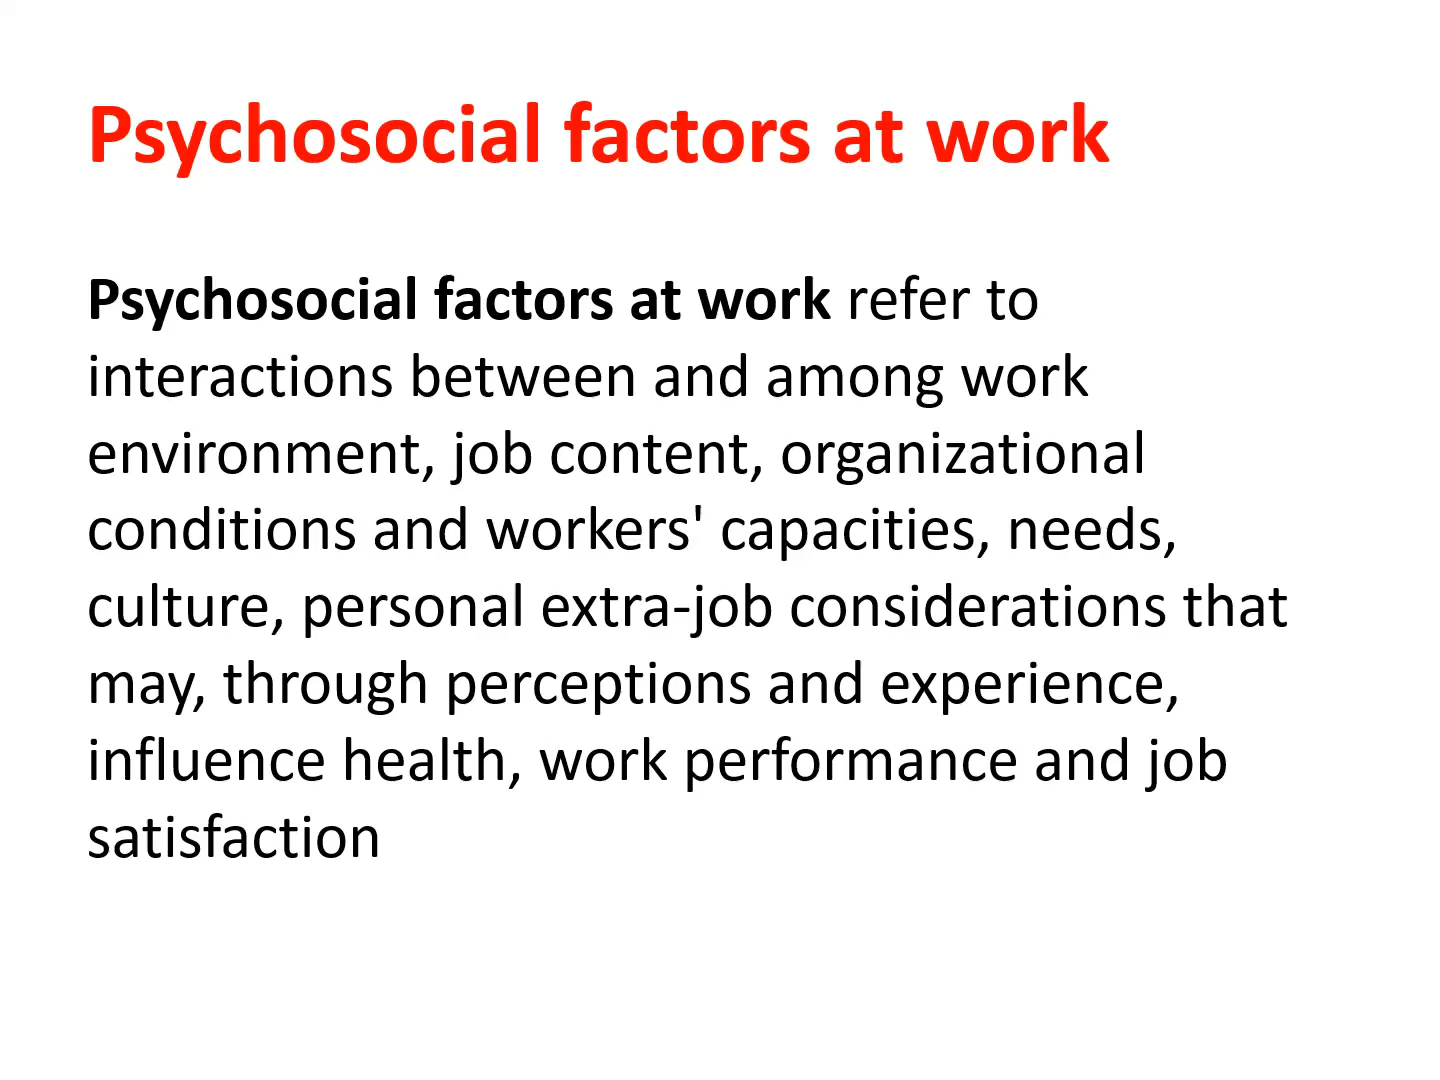 Psychosocial factors at work
Psychosocial factors at work refer to
interactions between and among work
environment, job content, organizational
conditions and workers' capacities, needs,
culture, personal extra-job considerations that
may, through perceptions and experience,
influence health, work performance and job
satisfaction